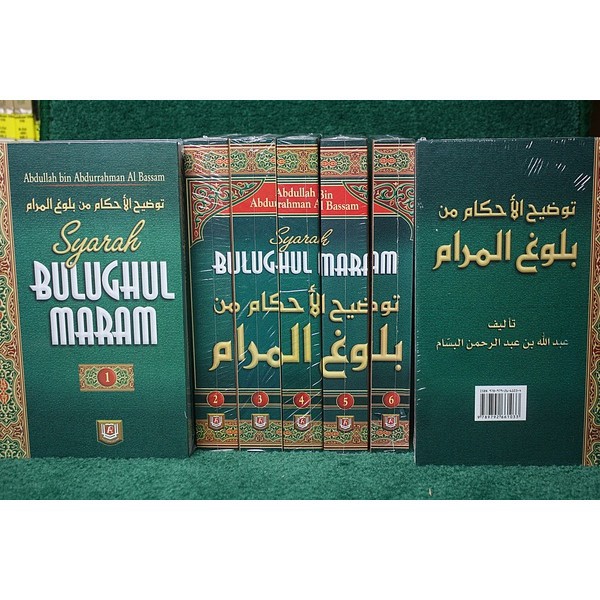 Abdullah bin Abdurrahman Al Bassam
توضيح الأحكام من بلوغ المرام
Syarah
BULUGHUL
MARAM
1
Abdullah Bin
Abdurrahman Al Bassam
Syarah
BULUGHUL MARAM
توضيح الأحكام من
بلوغ المرام
2
3
4
5
6
توضيح الأحكام من
بلوغ المرام
تأليف
عبد الله بن عبد الرحمن البسّام